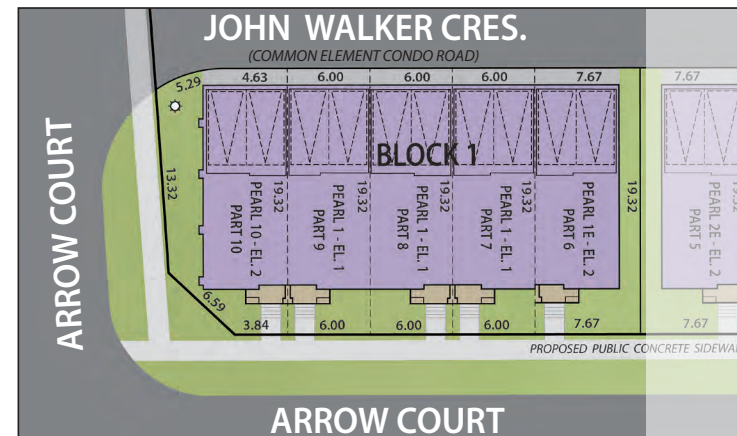 JOHN WALKER CRES.
(COMMON ELEMENT CONDO ROAD)
5.29
4.63 6.00 6.00 6.00 7.67 7.67
ARROW COURT
13.32
BLOCK 1
PEARL 10 - EL. 2
PART 10
19.32
PEARL 1 - EL. 1
PART 9
19.32
PEARL 1 - EL. 1
PART 8
19.32
PEARL 1 - EL. 1
PART 7
19.32
PEARL 1E - EL. 2
PART 6
19.32
PEARL 2E - EL. 2
PART 5
6.59
3.84 6.00 6.00 6.00 7.67 7.67
PROPOSED PUBLIC CONCRETE SIDEWA
ARROW COURT